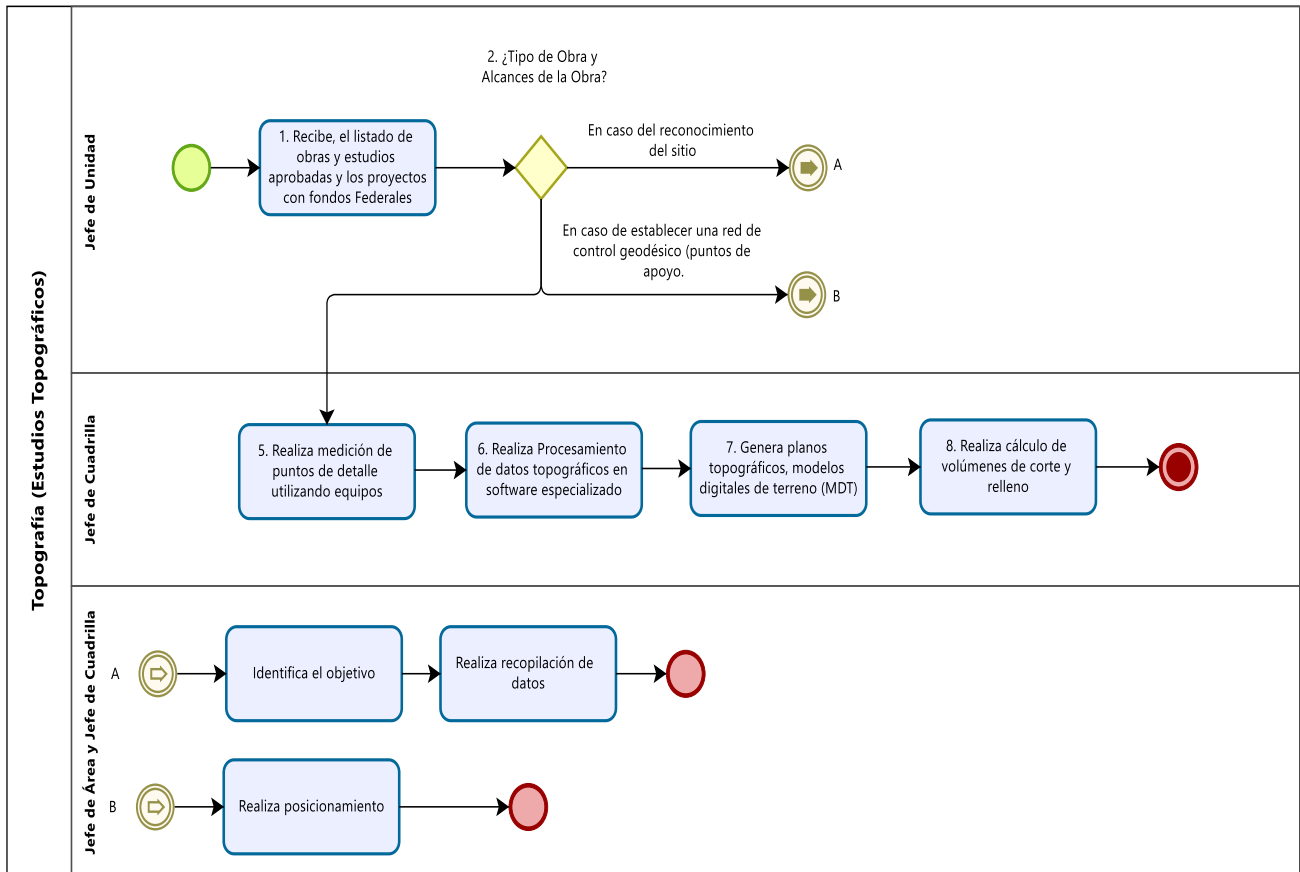 Topografía (Estudios Topográficos)
Jefe de Unidad
2. ¿Tipo de Obra y
Alcances de la Obra?
1. Recibe, el listado de
obras y estudios
aprobadas y los proyectos
con fondos Federales
En caso del reconocimiento
del sitio
A
En caso de establecer una red de
control geodésico (puntos de
apoyo.
B
Jefe de Cuadrilla
5. Realiza medición de
puntos de detalle
utilizando equipos
6. Realiza Procesamiento
de datos topográficos en
software especializado
7. Genera planos
topográficos, modelos
digitales de terreno (MDT)
8. Realiza cálculo de
volúmenes de corte y
relleno
Jefe de Área y Jefe de Cuadrilla
A
Identifica el objetivo
Realiza recopilación de
datos
B
Realiza posicionamiento